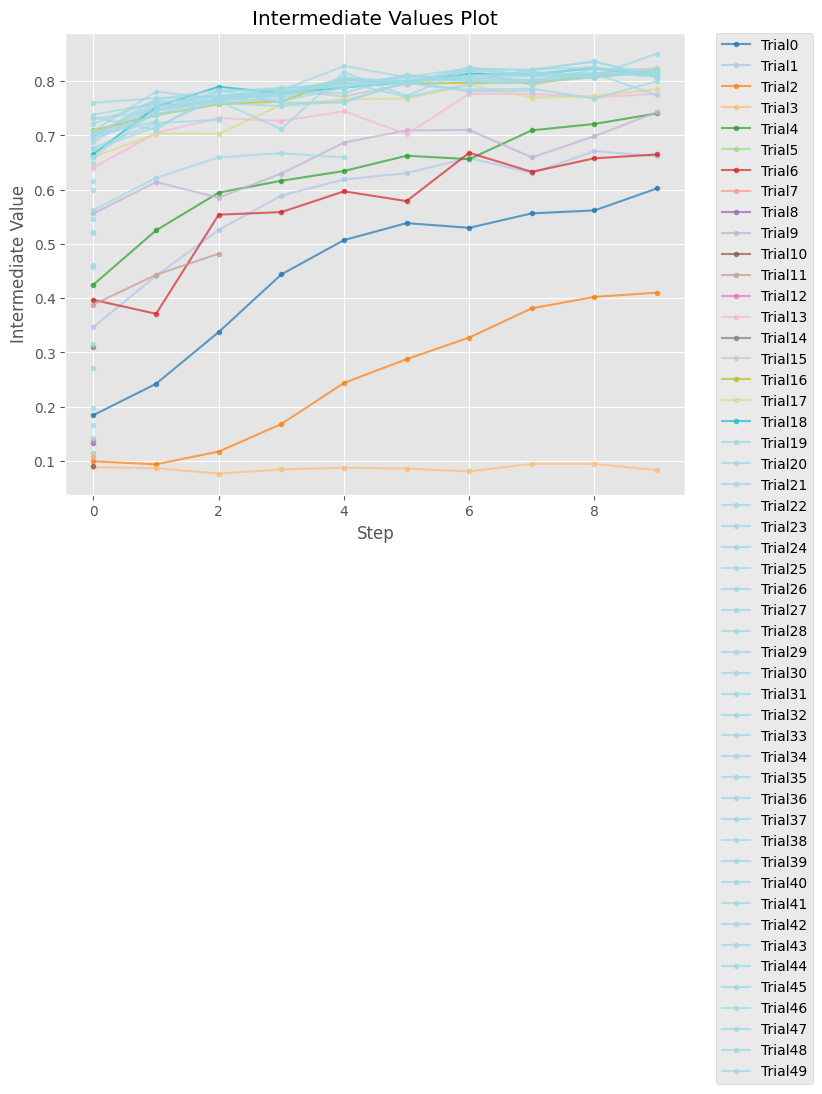 Intermediate Values Plot
Intermediate Value
0.8
0.7
0.6
0.5
0.4
0.3
0.2
0.1
0 2 4 6 8
Step
Trial0
Trial1
Trial2
Trial3
Trial4
Trial5
Trial6
Trial7
Trial8
Trial9
Trial10
Trial11
Trial12
Trial13
Trial14
Trial15
Trial16
Trial17
Trial18
Trial19
Trial20
Trial21
Trial22
Trial23
Trial24
Trial25
Trial26
Trial27
Trial28
Trial29
Trial30
Trial31
Trial32
Trial33
Trial34
Trial35
Trial36
Trial37
Trial38
Trial39
Trial40
Trial41
Trial42
Trial43
Trial44
Trial45
Trial46
Trial47
Trial48
Trial49